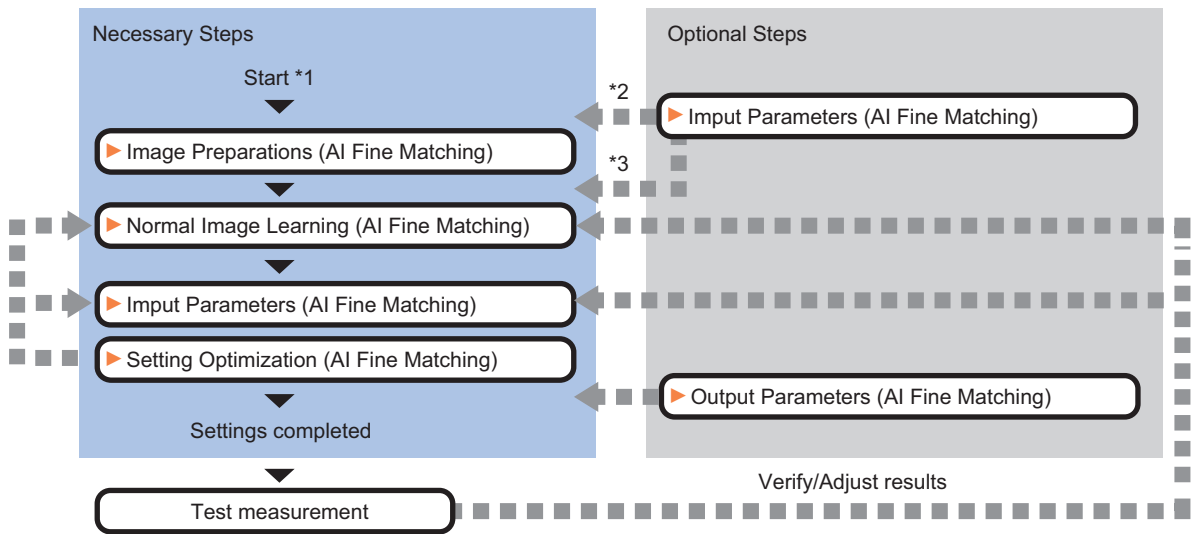 Necessary Steps
Start *1
Image Preparations (AI Fine Matching)
Normal Image Learning (AI Fine Matching)
Imput Parameters (AI Fine Matching)
Setting Optimization (AI Fine Matching)
Settings completed
Test measurement
Optional Steps
*2
Imput Parameters (AI Fine Matching)
*3
Output Parameters (AI Fine Matching)
Verify/Adjust results